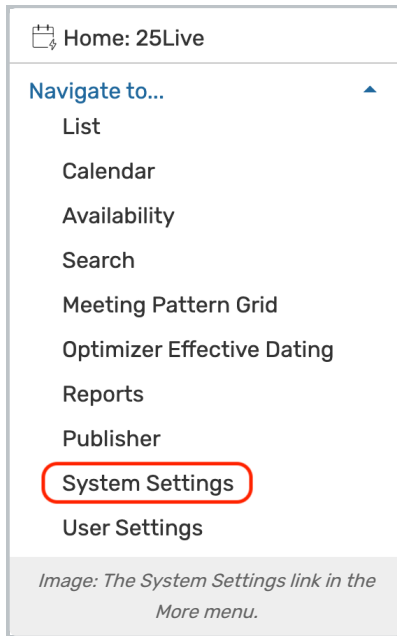 Home: 25Live
Navigate to...
List
Calendar
Availability
Search
Meeting Pattern Grid
Optimizer Effective Dating
Reports
Publisher
System Settings
User Settings
Image: The System Settings link in the
More menu.